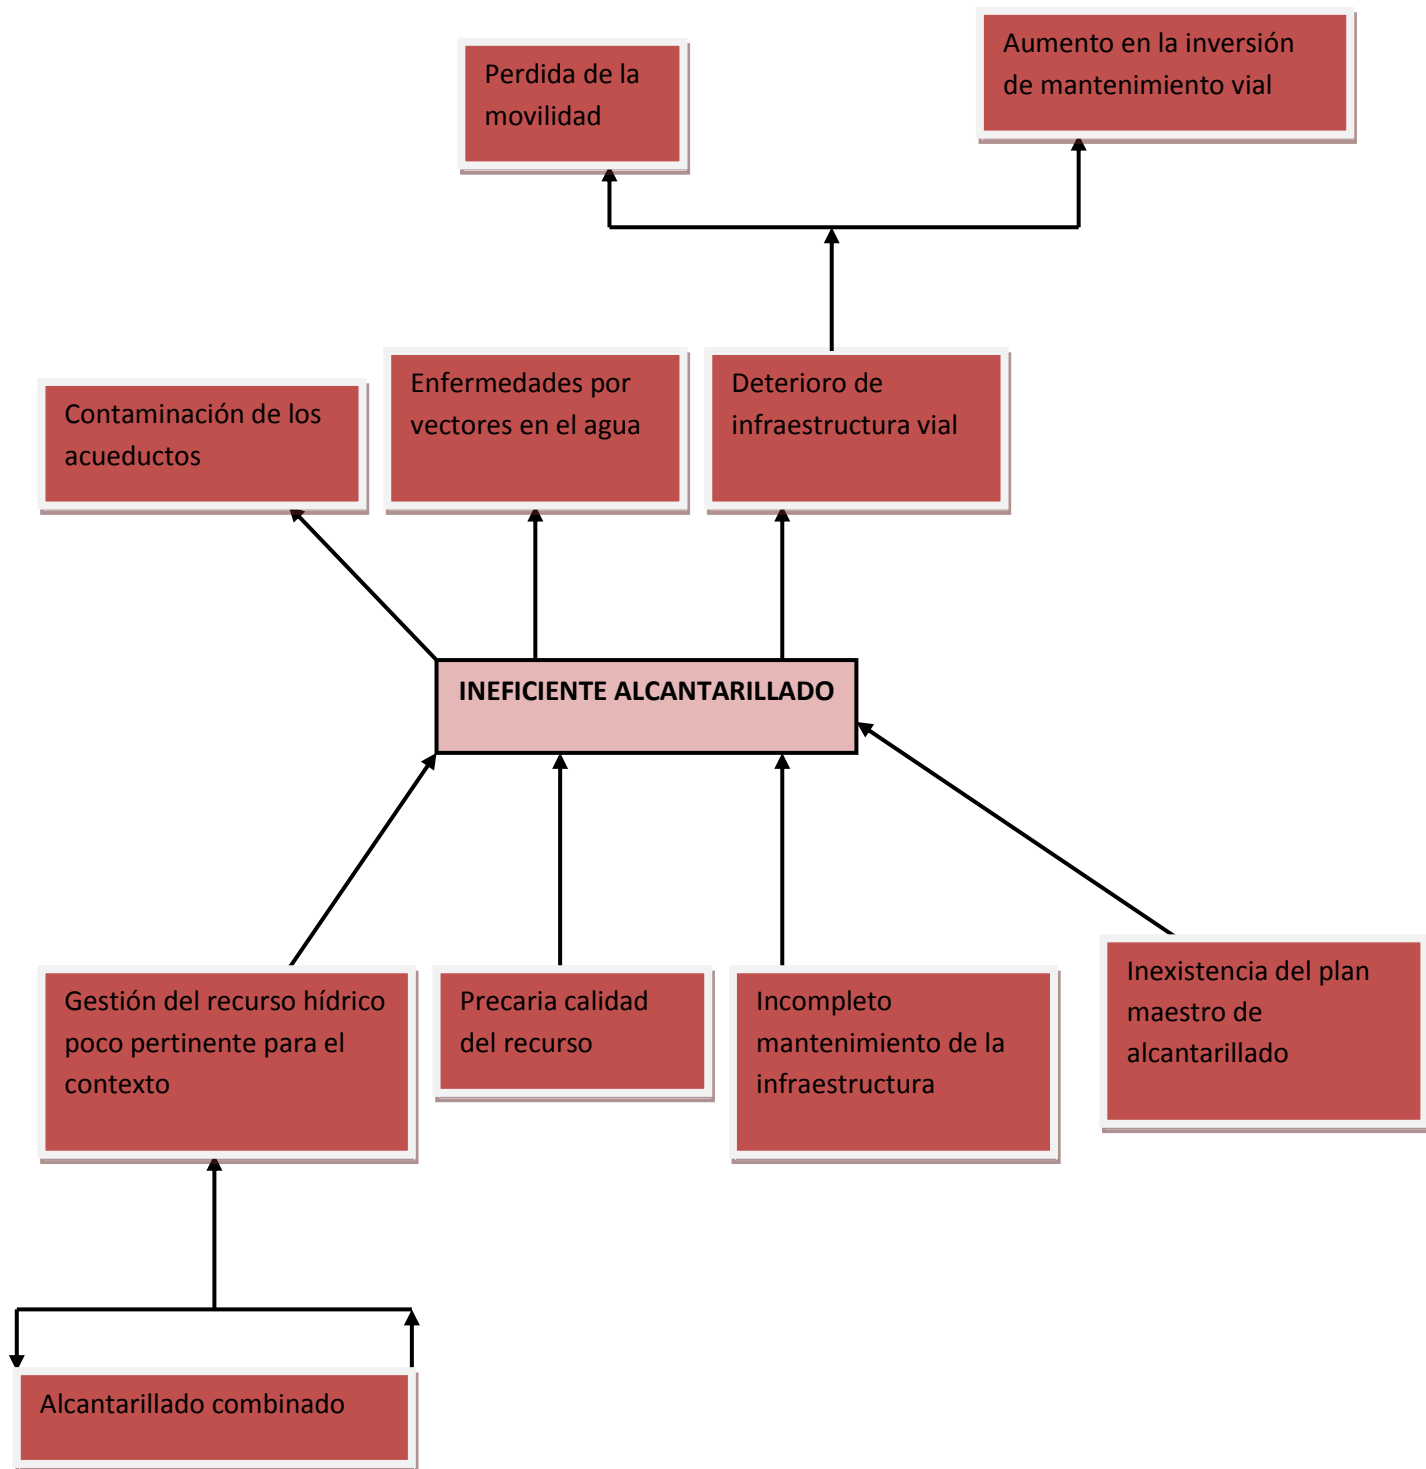 Aumento en la inversión
de mantenimiento vial
Perdida de la
movilidad
Contaminación de los
acueductos
Enfermedades por
vectores en el agua
Deterioro de
infraestructura vial
INEFICIENTE ALCANTARILLADO
Gestión del recurso hídrico
poco pertinente para el
contexto
Precaria calidad
del recurso
Incompleto
mantenimiento de la
infraestructura
Inexistencia del plan
maestro de
alcantarillado
Alcantarillado combinado